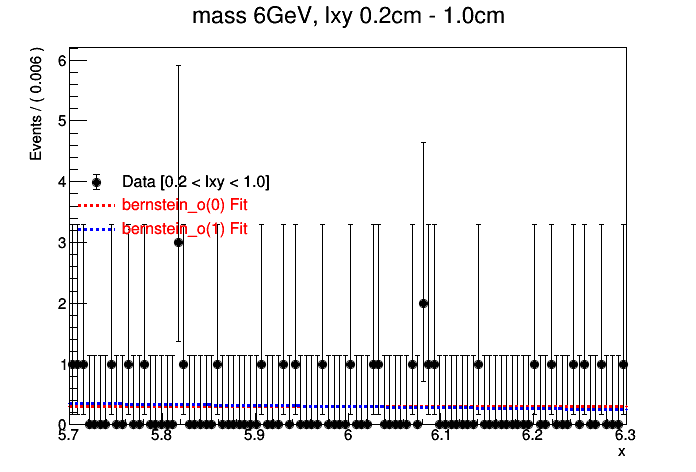 mass 6GeV, lxy 0.2cm - 1.0cm
Events / ( 0.006 )
6
5
4
3
2
1
0
Data [0.2 < lxy < 1.0]
bernstein_o(0) Fit
bernstein_o(1) Fit
5.7 5.8 5.9 6 6.1 6.2 6.3
x